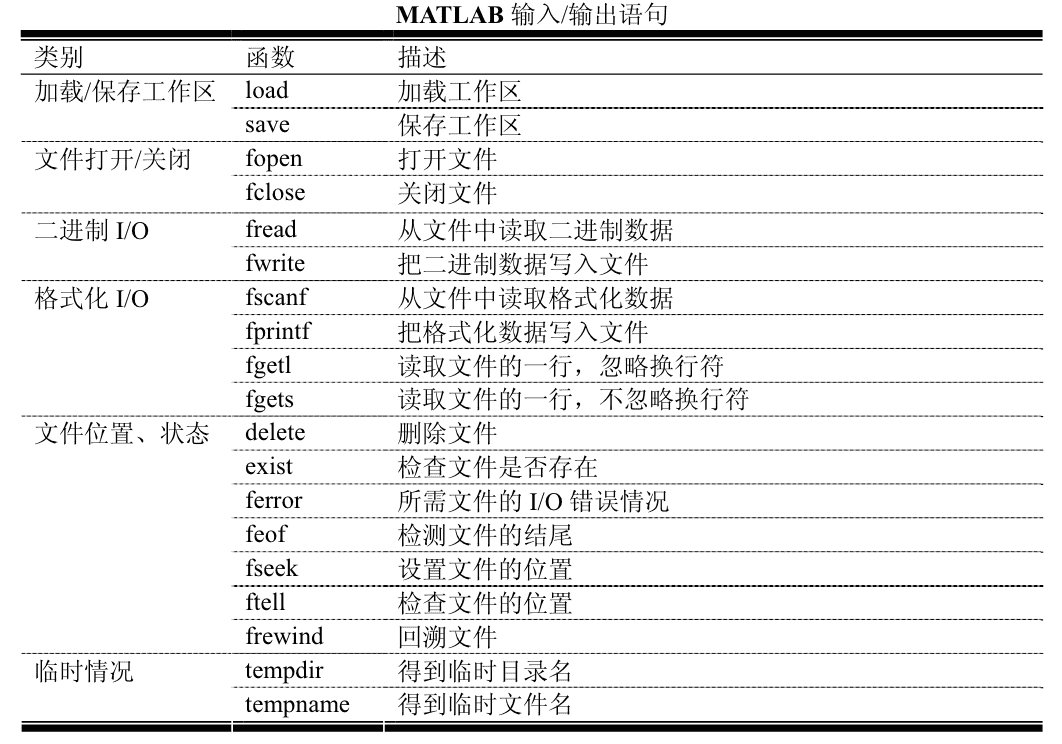 MATLAB 输入/输出语句
类别 函数 描述
加载/保存工作区 load 加载工作区
save 保存工作区
文件打开/关闭 fopen 打开文件
fclose 关闭文件
二进制 I/O fread 从文件中读取二进制数据
fwrite 把二进制数据写入文件
格式化 I/O fscanf 从文件中读取格式化数据
fprintf 把格式化数据写入文件
fgetl 读取文件的一行，忽略换行符
fgets 读取文件的一行，不忽略换行符
文件位置、状态 delete 删除文件
exist 检查文件是否存在
ferror 所需文件的 I/O 错误情况
feof 检测文件的结尾
fseek 设置文件的位置
ftell 检查文件的位置
frewind 回溯文件
临时情况 tempdir 得到临时目录名
tempname 得到临时文件名